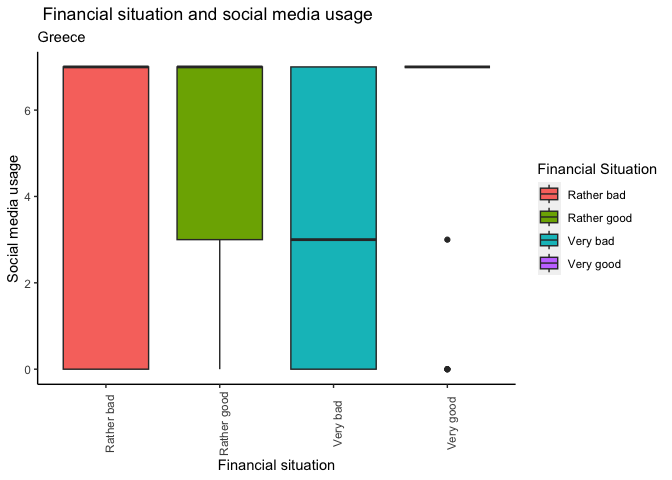 Financial situation and social media usage
Greece
Social media usage
6
4
2
0
Rather bad
Rather good
Very bad
Very good
Financial situation
Financial Situation
Rather bad
Rather good
Very bad
Very good